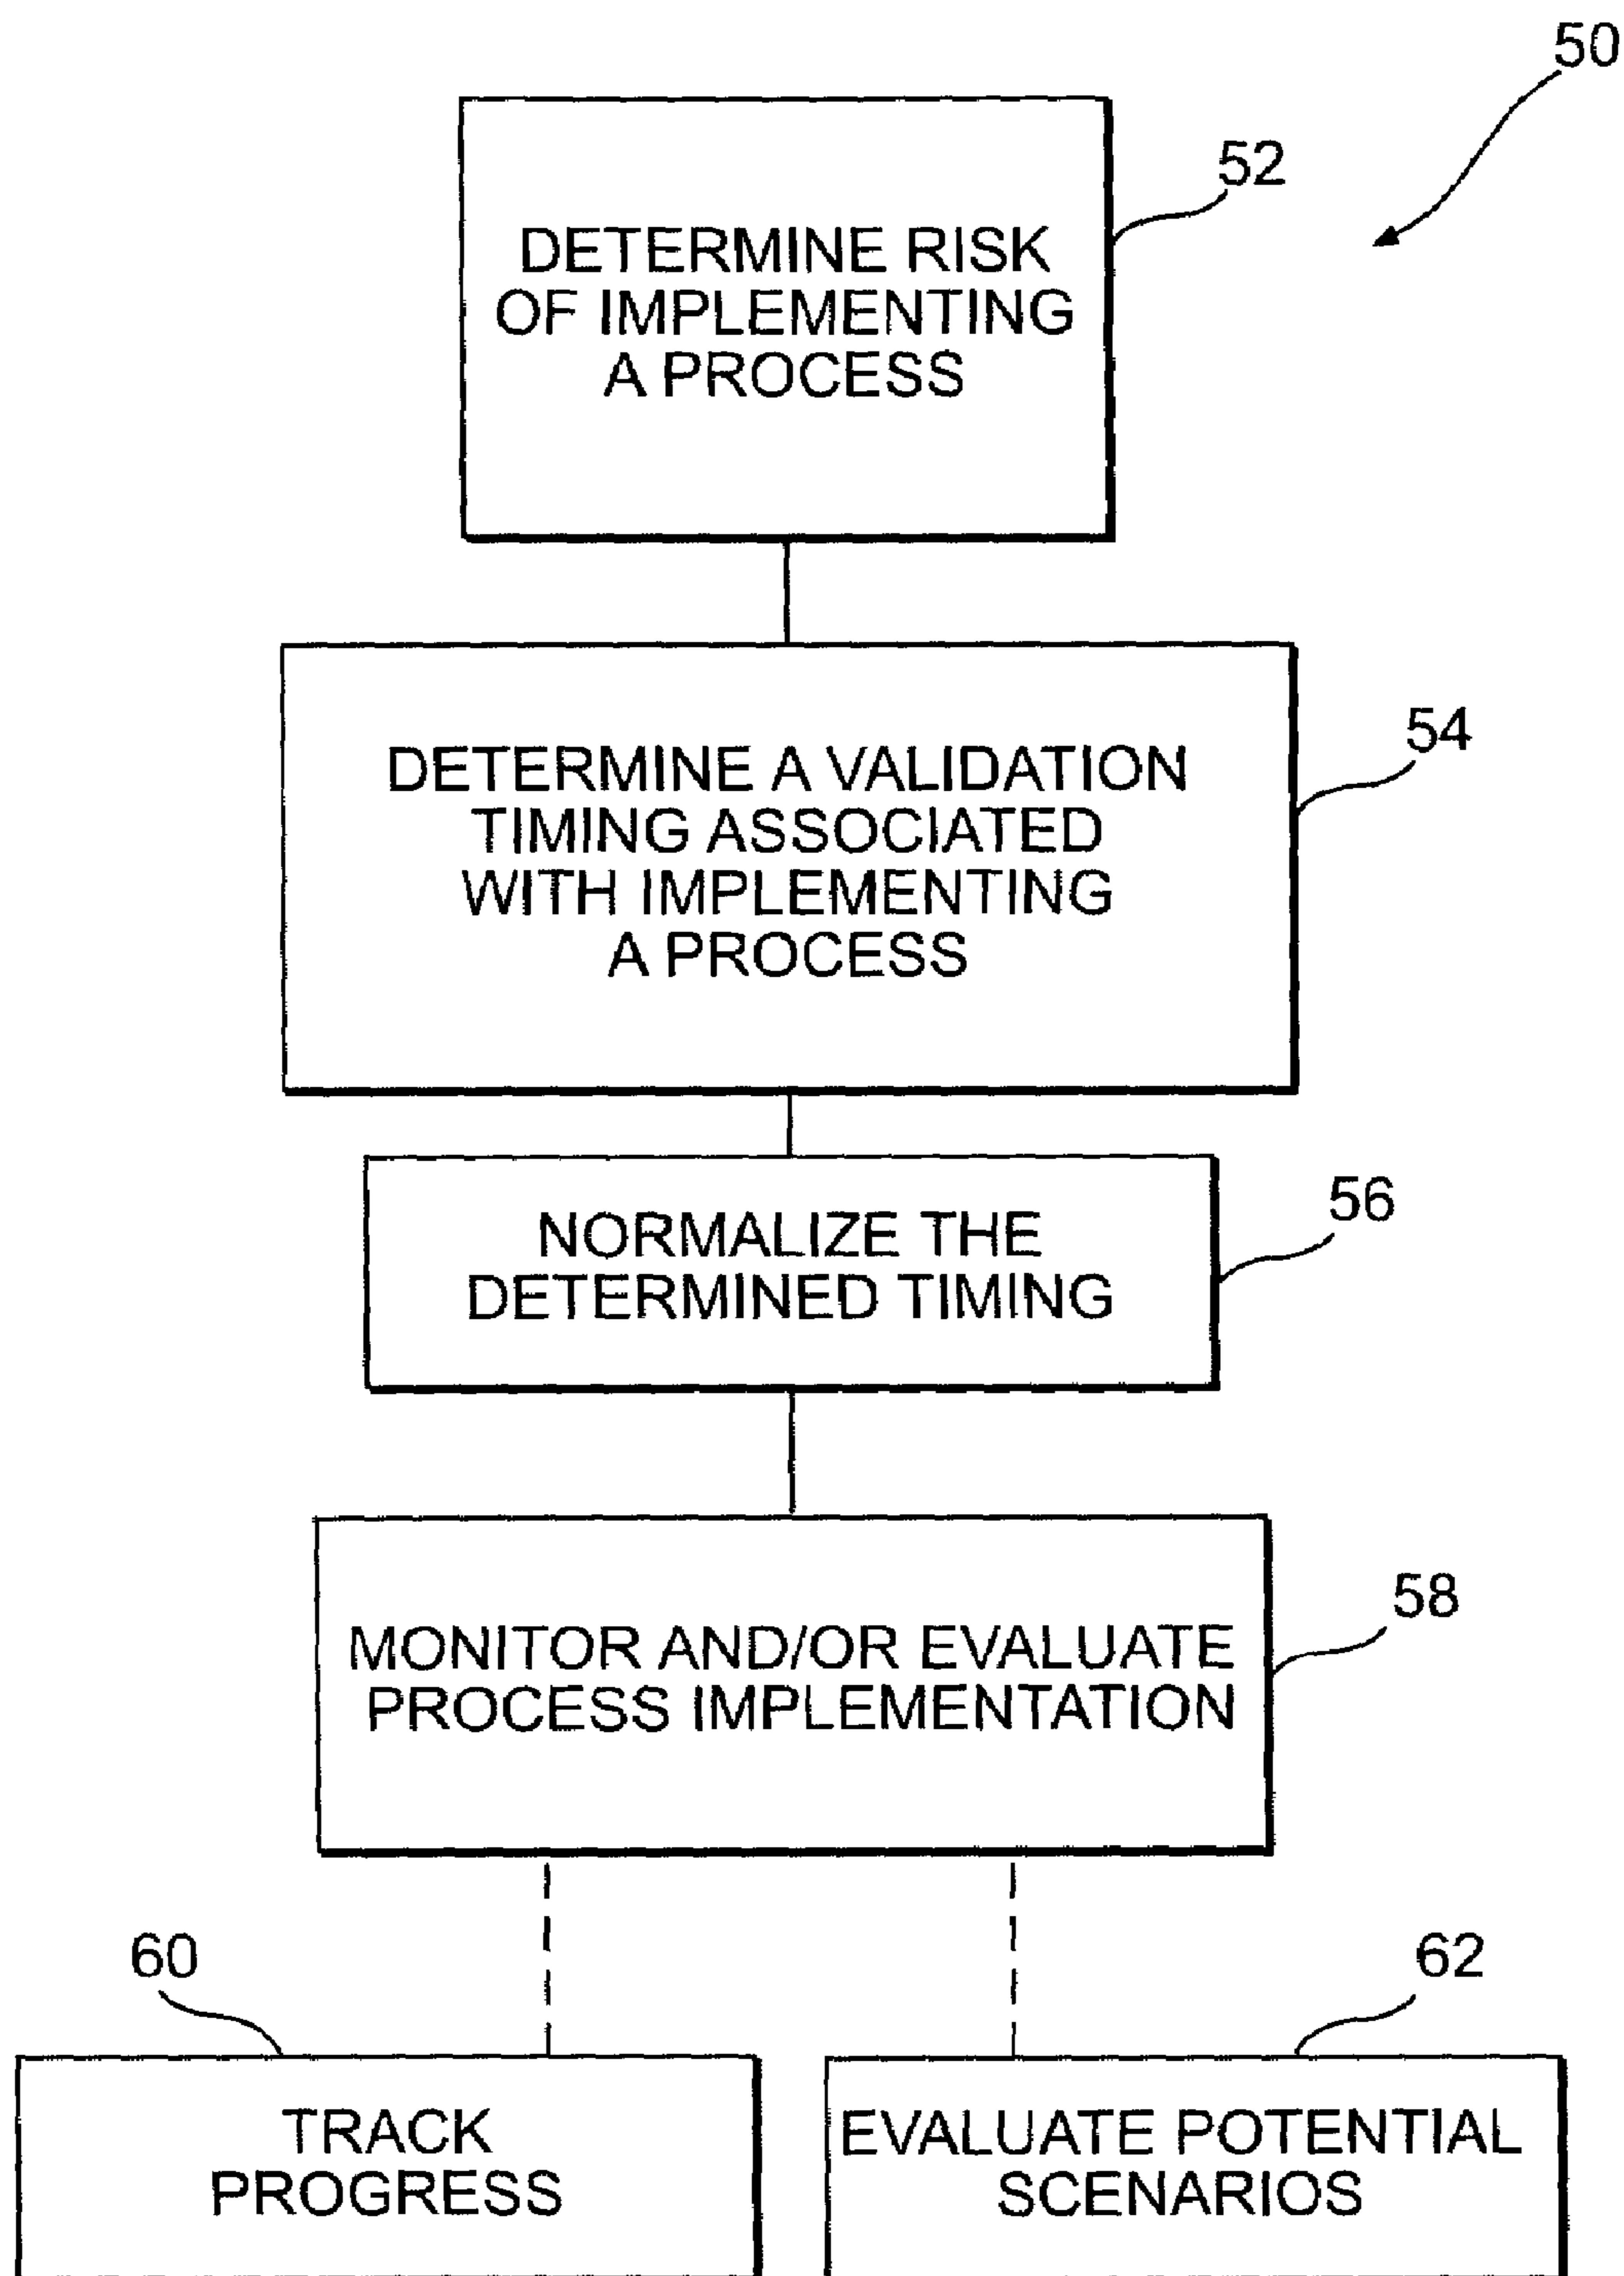 50
52
DETERMINE RISK
OF IMPLEMENTING
A PROCESS
54
DETERMINE A VALIDATION
TIMING ASSOCIATED
WITH IMPLEMENTING
A PROCESS
56
NORMALIZE THE
DETERMINED TIMING
58
MONITOR AND/OR EVALUATE
PROCESS IMPLEMENTATION
60
62
TRACK
PROGRESS
EVALUATE POTENTIAL
SCENARIOS